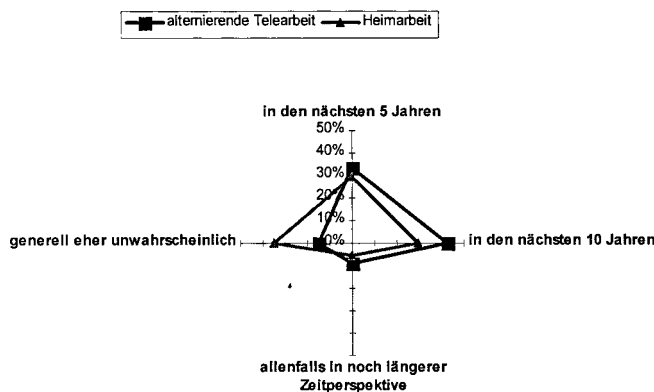 alternierende Telearbeit Heimarbeit
in den nächsten 5 Jahren
50%
40%
30%
20%
10%
0%
generell eher unwahrscheinlich
in den nächsten 10 Jahren
allenfalls in noch längerer
Zeitperspektive